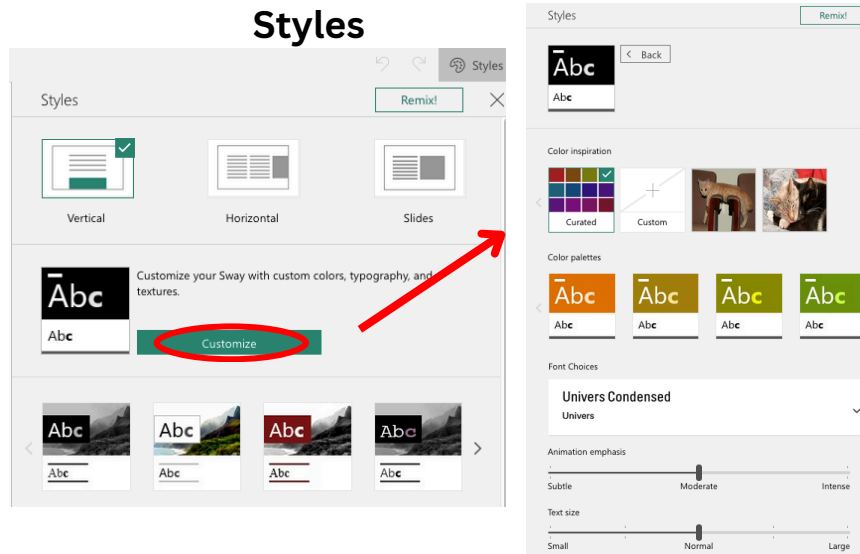 Styles
Styles
Styles
Remix!
Vertical
Horizontal
Slides
Abc
Abc
Customize your Sway with custom colors, typography, and
textures.
Customize
Abc
Abc
Abc
Abc
Abc
Abc
Abc
Abc
Styles
Remix!
Abc
Abc
Back
Color inspiration
Curated
Custom
Color palettes
Abc
Abc
Abc
Abc
Abc
Abc
Abc
Abc
Font Choices
Univers Condensed
Univers
Animation emphasis
Subtle
Moderate
Intense
Text size
Small
Normal
Large